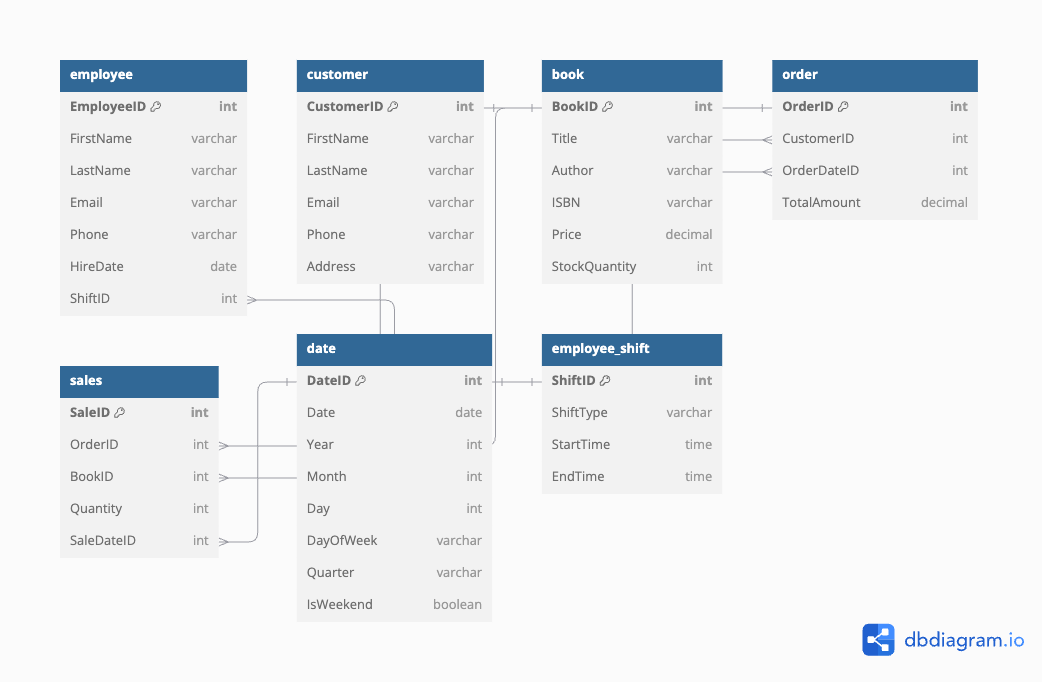 employee
EmployeeID int
FirstName varchar
LastName varchar
Email varchar
Phone varchar
HireDate date
ShiftID int
customer
CustomerID int
FirstName varchar
LastName varchar
Email varchar
Phone varchar
Address varchar
book
BookID int
Title varchar
Author varchar
ISBN varchar
Price decimal
StockQuantity int
order
OrderID int
CustomerID int
OrderDateID int
TotalAmount decimal
sales
SaleID int
OrderID int
BookID int
Quantity int
SaleDateID int
date
DateID int
Date date
Year int
Month int
Day int
DayOfWeek varchar
Quarter varchar
IsWeekend boolean
employee_shift
ShiftID int
ShiftType varchar
StartTime time
EndTime time
dbdiagram.io